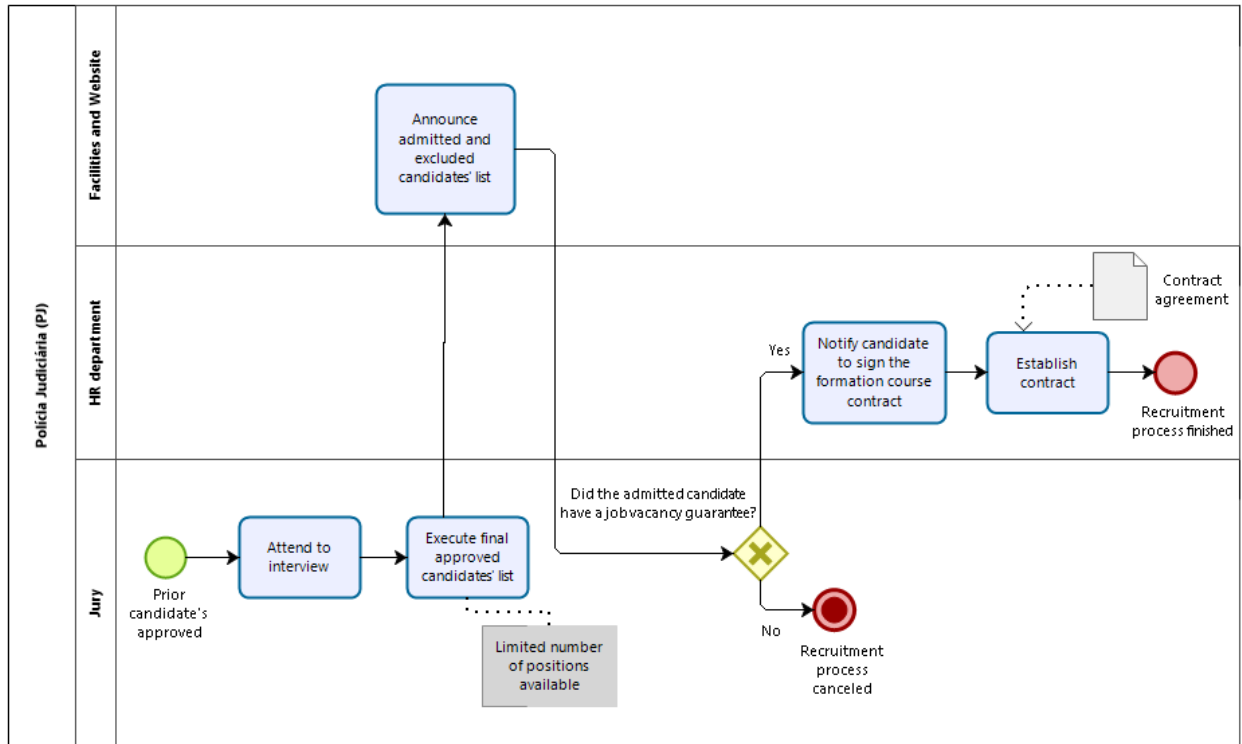 Polícia Judiciária (PJ)
Facilities and Website
Announce
admitted and
excluded
candidates' list
HR department
Contract
agreement
Yes
Notify candidate
to sign the
formation course
contract
Establish
contract
Recruitment
process finished
Jury
Did the admitted candidate
have a job vacancy guarantee?
Attend to
interview
Execute final
approved
candidates' list
Prior
candidate's
approved
No
Limited number
of positions
available
Recruitment
process
canceled